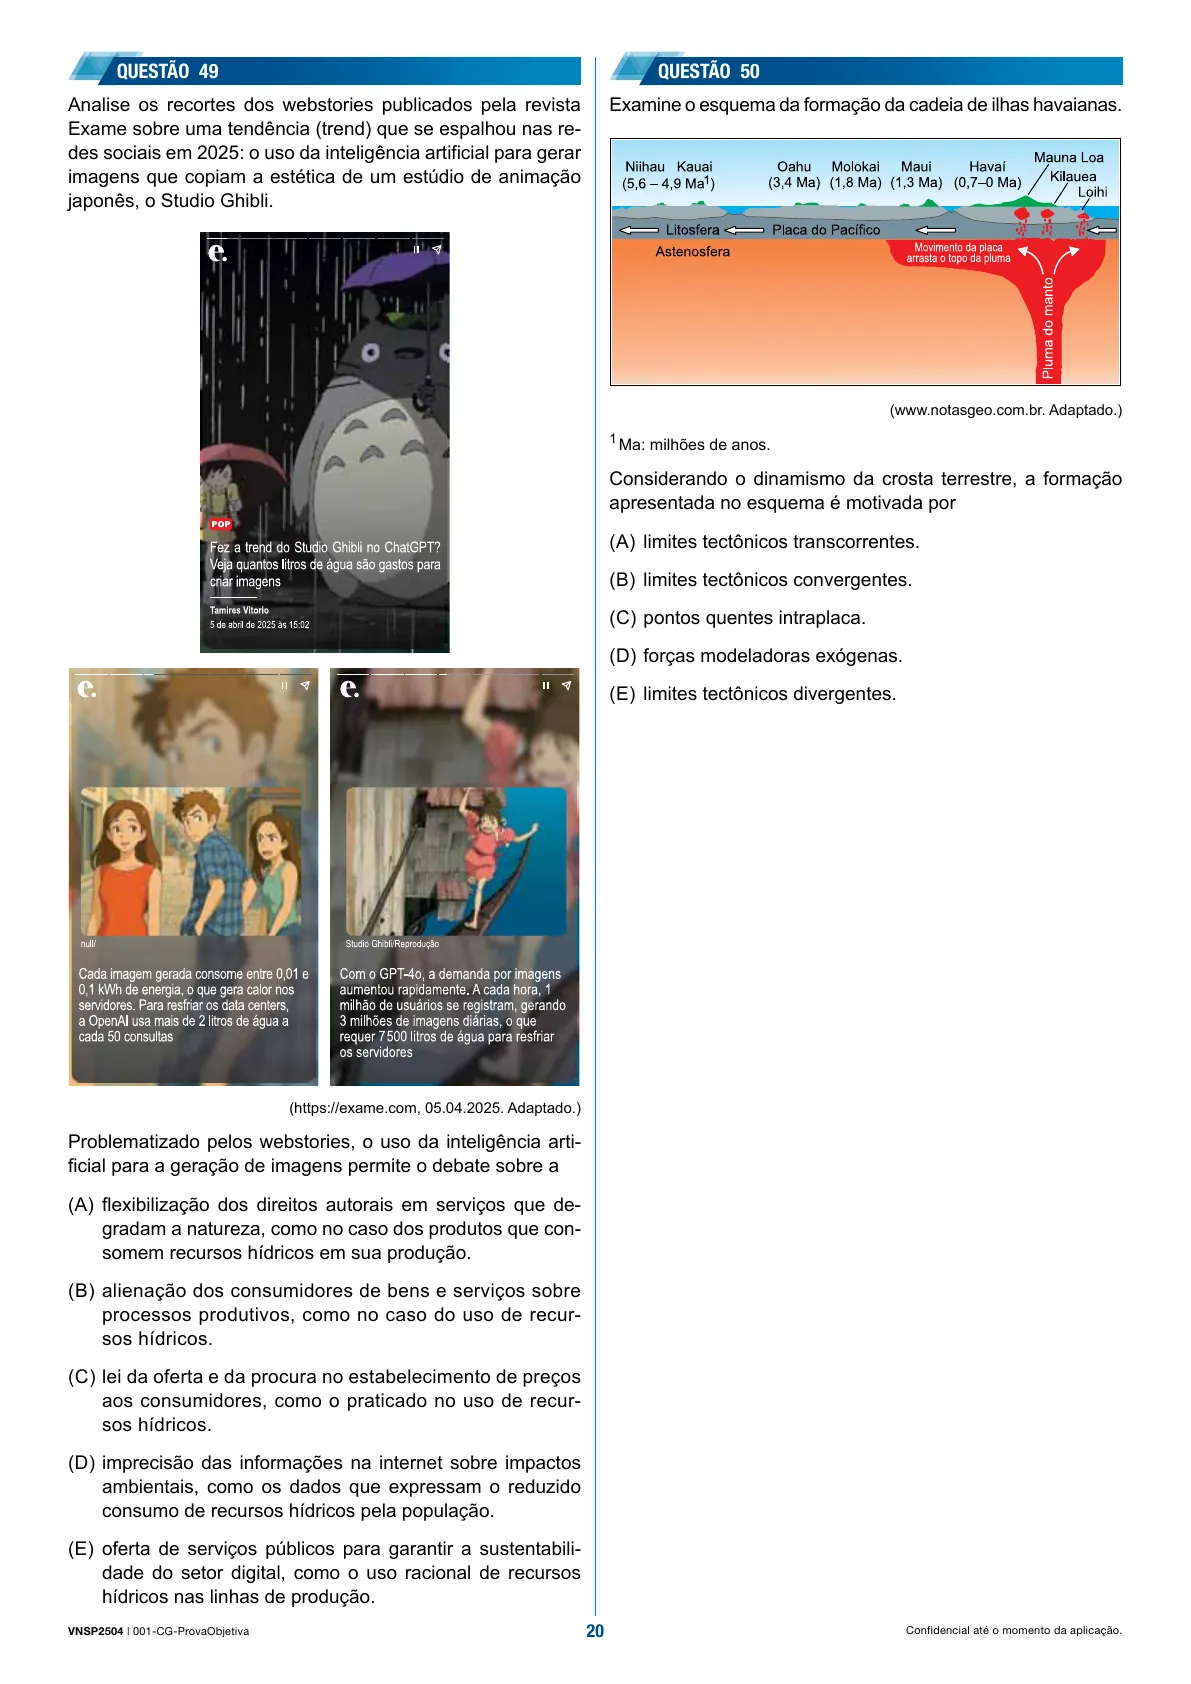 QUESTÃO 49
Analise os recortes dos webstories publicados pela revista
Exame sobre uma tendência (trend) que se espalhou nas re-
des sociais em 2025: o uso da inteligência artificial para gerar
imagens que copiam a estética de um estúdio de animação
japonês, o Studio Ghibli.
e.
POP
Fez a trend do Studio Ghibli no ChatGPT?
Veja quantos litros de água são gastos para
criar imagens
Tamires Vitorio
5 de abril de 2025 às 15:02
e.
null/
Cada imagem gerada consome entre 0,01 e
0,1 kWh de energia, o que gera calor nos
servidores. Para resfriar os data centers,
a OpenAI usa mais de 2 litros de água a
cada 50 consultas
e.
Studio Ghibli/Reprodução
Com o GPT-4o, a demanda por imagens
aumentou rapidamente. A cada hora, 1
milhão de usuários se registram, gerando
3 milhões de imagens diárias, o que
requer 7500 litros de água para resfriar
os servidores
(https://exame.com, 05.04.2025. Adaptado.)
Problematizado pelos webstories, o uso da inteligência arti-
ficial para a geração de imagens permite o debate sobre a
(A) flexibilização dos direitos autorais em serviços que de-
gradam a natureza, como no caso dos produtos que con-
somem recursos hídricos em sua produção.
(B) alienação dos consumidores de bens e serviços sobre
processos produtivos, como no caso do uso de recur-
sos hídricos.
(C) lei da oferta e da procura no estabelecimento de preços
aos consumidores, como o praticado no uso de recur-
sos hídricos.
(D) imprecisão das informações na internet sobre impactos
ambientais, como os dados que expressam o reduzido
consumo de recursos hídricos pela população.
(E) oferta de serviços públicos para garantir a sustentabili-
dade do setor digital, como o uso racional de recursos
hídricos nas linhas de produção.
QUESTÃO 50
Examine o esquema da formação da cadeia de ilhas havaianas.
Niihau Kauai
(5,6 – 4,9 Ma1)
Oahu
(3,4 Ma)
Molokai
(1,8 Ma)
Maui
(1,3 Ma)
Havaí
(0,7–0 Ma)
Mauna Loa
Kilauea
Loihi
Litosfera
Placa do Pacífico
Astenosfera
Movimento da placa
arrasta o topo da pluma
Pluma do manto
(www.notasgeo.com.br. Adaptado.)
1 Ma: milhões de anos.
Considerando o dinamismo da crosta terrestre, a formação
apresentada no esquema é motivada por
(A) limites tectônicos transcorrentes.
(B) limites tectônicos convergentes.
(C) pontos quentes intraplaca.
(D) forças modeladoras exógenas.
(E) limites tectônicos divergentes.
VNSP2504 | 001-CG-ProvaObjetiva
20
Confidencial até o momento da aplicação.